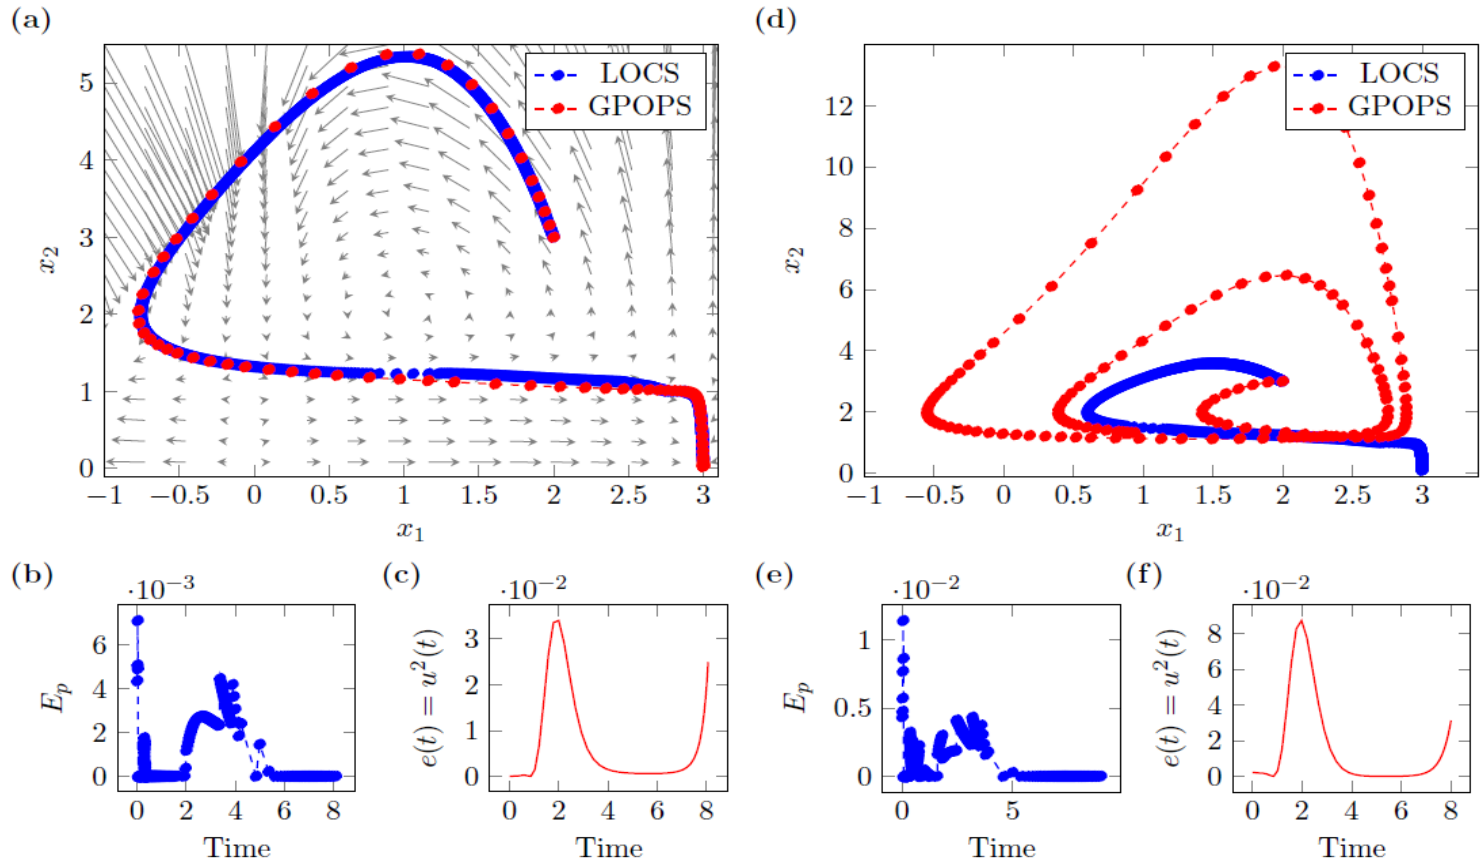 (a)
LOCS
GPOPS
5
4
3
2
1
0
x₂
−1 −0.5 0 0.5 1 1.5 2 2.5 3
x₁
(d)
LOCS
GPOPS
12
10
8
6
4
2
0
x₂
−1 −0.5 0 0.5 1 1.5 2 2.5 3
x₁
(b)
·10⁻³
6
4
2
0
E_p
0 2 4 6 8
Time
(c)
·10⁻²
3
2
1
0
e(t) = u²(t)
0 2 4 6 8
Time
(e)
·10⁻²
1
0.5
0
E_p
0 5
Time
(f)
·10⁻²
8
6
4
2
0
e(t) = u²(t)
0 2 4 6 8
Time